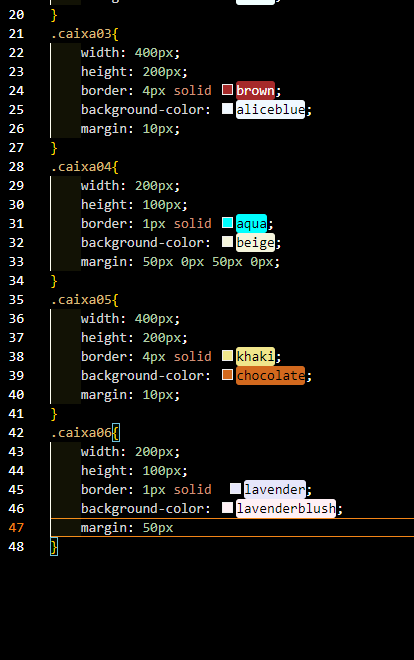 20 }
21 .caixa03{
22 width: 400px;
23 height: 200px;
24 border: 4px solid brown;
25 background-color: aliceblue;
26 margin: 10px;
27 }
28 .caixa04{
29 width: 200px;
30 height: 100px;
31 border: 1px solid aqua;
32 background-color: beige;
33 margin: 50px 0px 50px 0px;
34 }
35 .caixa05{
36 width: 400px;
37 height: 200px;
38 border: 4px solid khaki;
39 background-color: chocolate;
40 margin: 10px;
41 }
42 .caixa06{
43 width: 200px;
44 height: 100px;
45 border: 1px solid  lavender;
46 background-color: lavenderblush;
47 margin: 50px
48 }